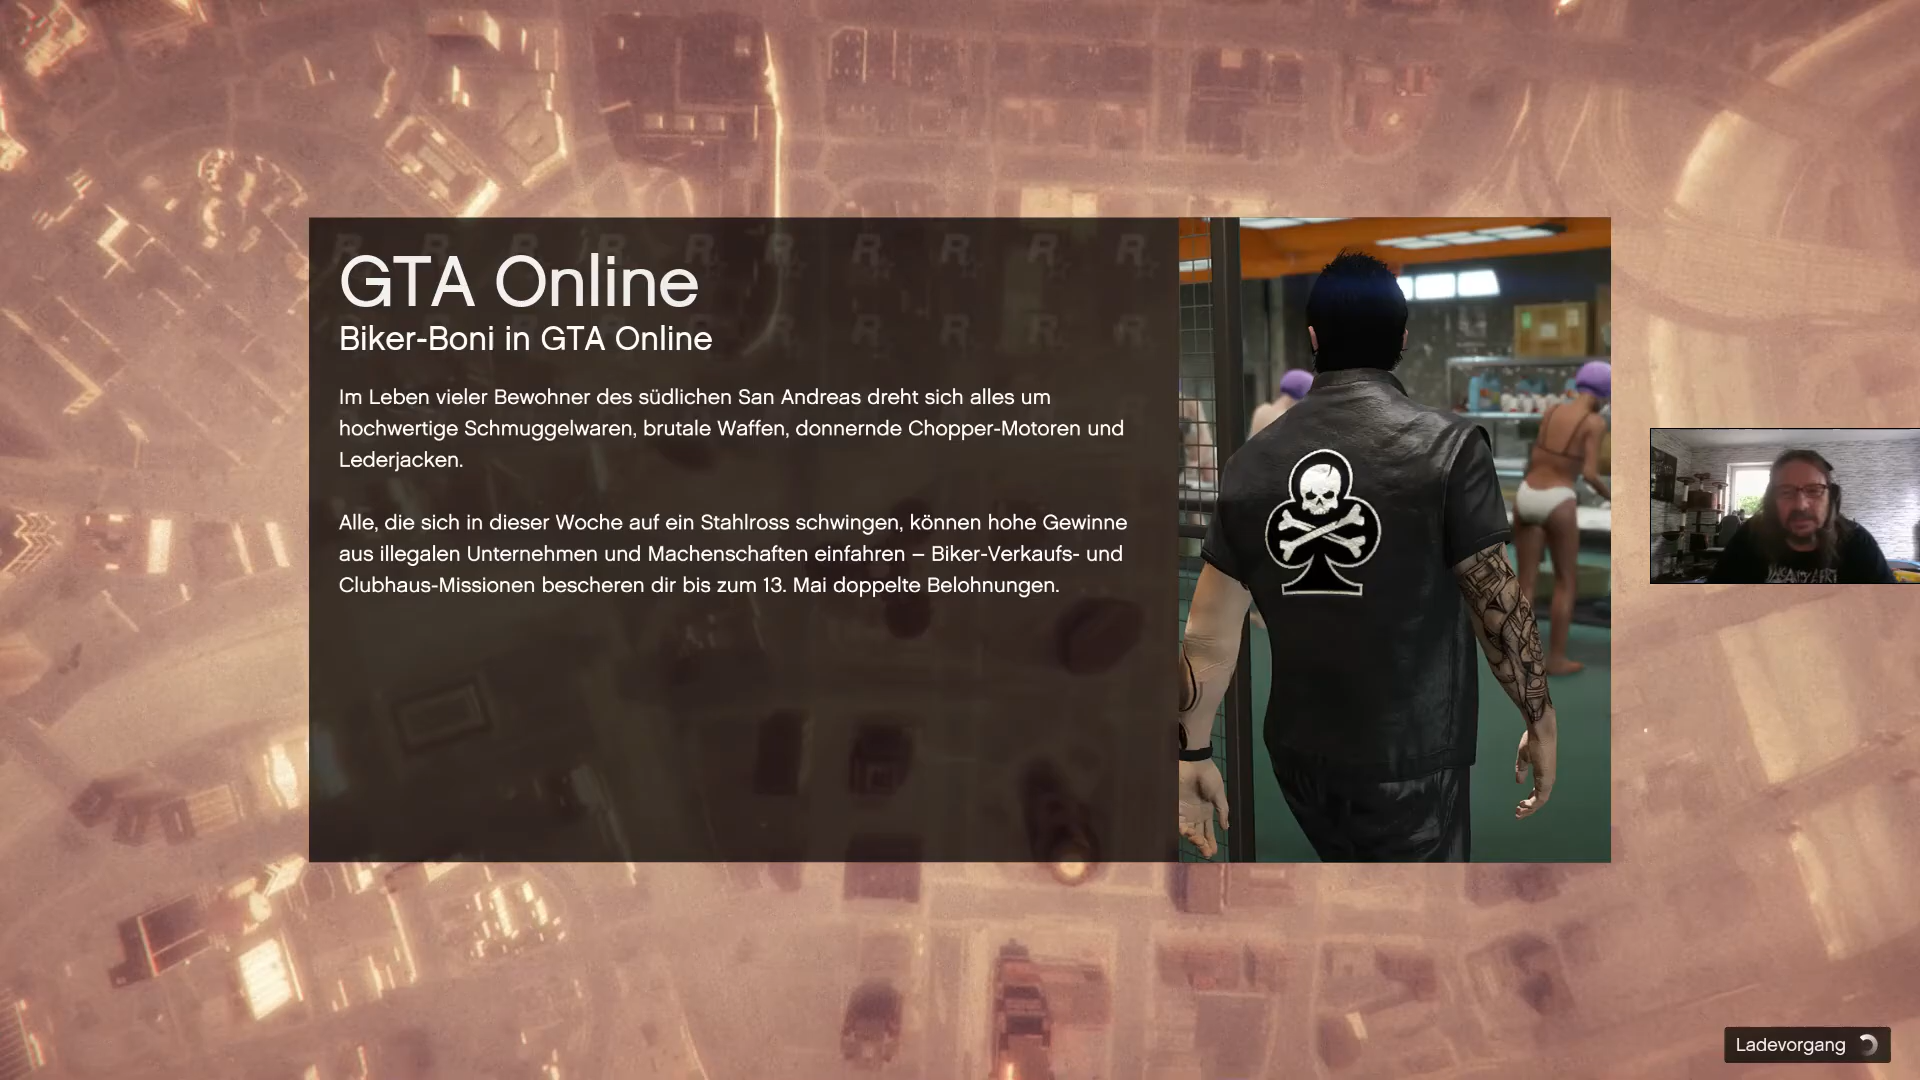 GTA Online
Biker-Boni in GTA Online
Im Leben vieler Bewohner des südlichen San Andreas dreht sich alles um
hochwertige Schmuggelwaren, brutale Waffen, donnernde Chopper-Motoren und
Lederjacken.
Alle, die sich in dieser Woche auf ein Stahlross schwingen, können hohe Gewinne
aus illegalen Unternehmen und Machenschaften einfahren – Biker-Verkaufs- und
Clubhaus-Missionen bescheren dir bis zum 13. Mai doppelte Belohnungen.
Ladevorgang